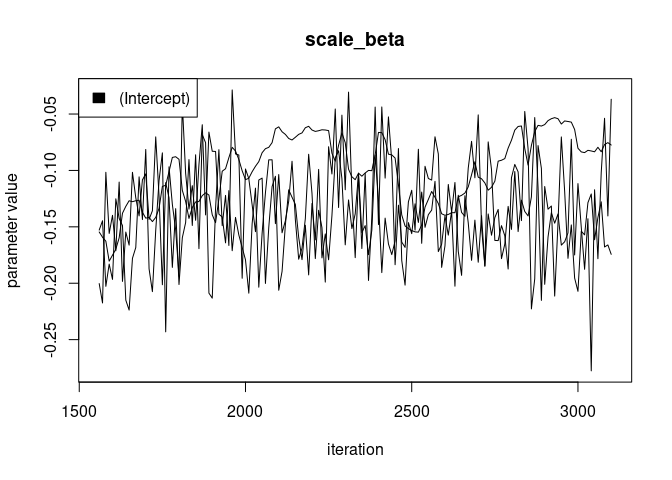 scale_beta
(Intercept)
parameter value
-0.05
-0.10
-0.15
-0.20
-0.25
1500 2000 2500 3000
iteration